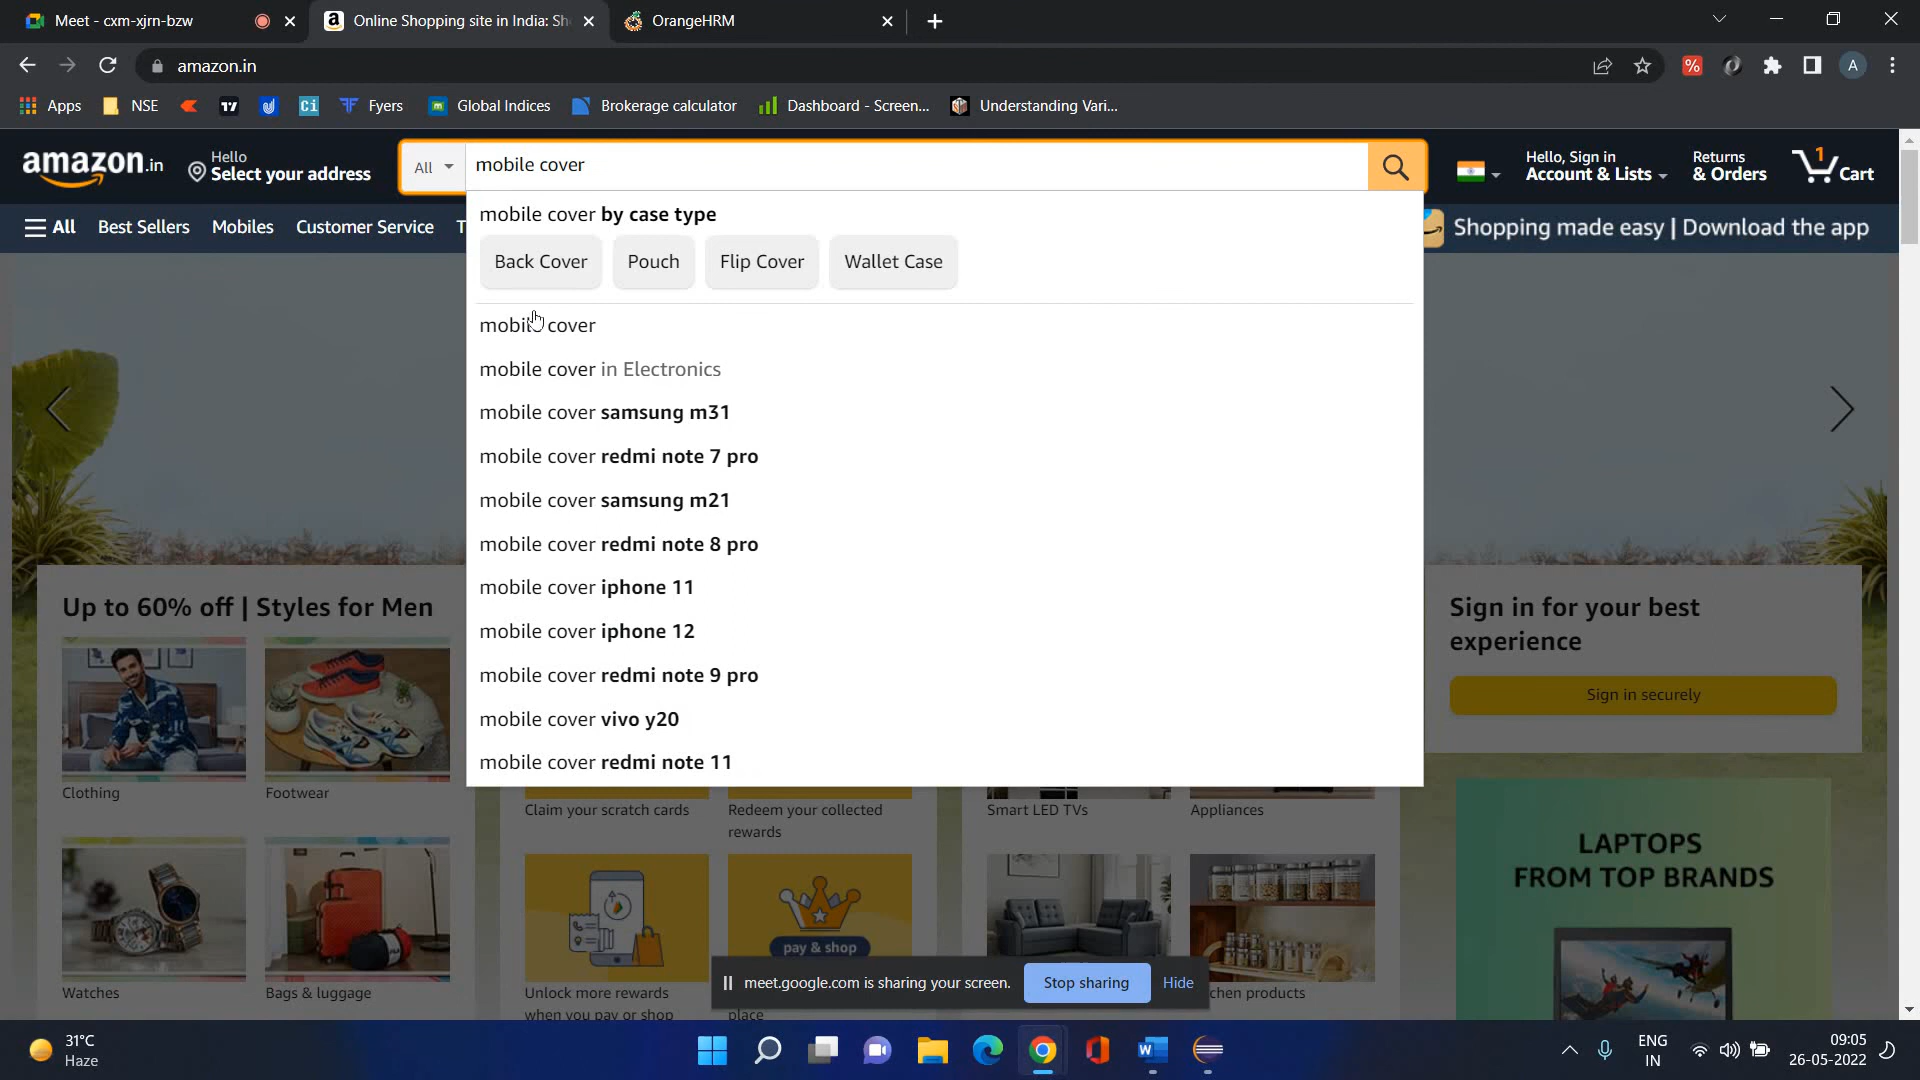 Meet - cxm-xjrn-bzw
Online Shopping site in India: Sh
OrangeHRM
amazon.in
Apps
NSE
Fyers
Global Indices
Brokerage calculator
Dashboard - Screen...
Understanding Vari...
amazon.in
Hello
Select your address
All
mobile cover
Hello, Sign in
Account & Lists
Returns
& Orders
1
Cart
All
Best Sellers
Mobiles
Customer Service
T
Shopping made easy | Download the app
mobile cover by case type
Back Cover
Pouch
Flip Cover
Wallet Case
mobile cover
mobile cover in Electronics
mobile cover samsung m31
mobile cover redmi note 7 pro
mobile cover samsung m21
mobile cover redmi note 8 pro
mobile cover iphone 11
mobile cover iphone 12
mobile cover redmi note 9 pro
mobile cover vivo y20
mobile cover redmi note 11
Up to 60% off | Styles for Men
Clothing
Footwear
Watches
Bags & luggage
Claim your scratch cards
Redeem your collected
rewards
pay & shop
Unlock more rewards
when you pay or shop
place
Smart LED TVs
Appliances
chen products
Sign in for your best
experience
Sign in securely
LAPTOPS
FROM TOP BRANDS
meet.google.com is sharing your screen.
Stop sharing
Hide
31°C
Haze
ENG
IN
09:05
26-05-2022